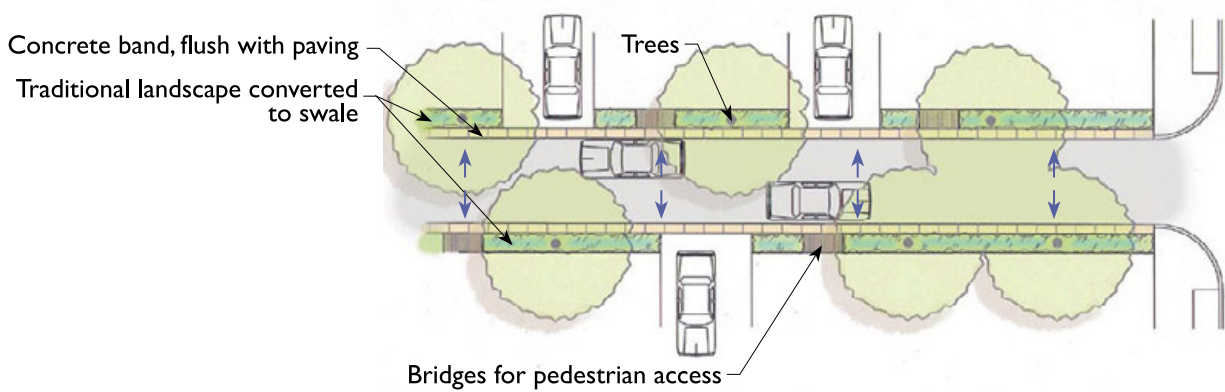 Concrete band, flush with paving
Trees
Traditional landscape converted
to swale
Bridges for pedestrian access